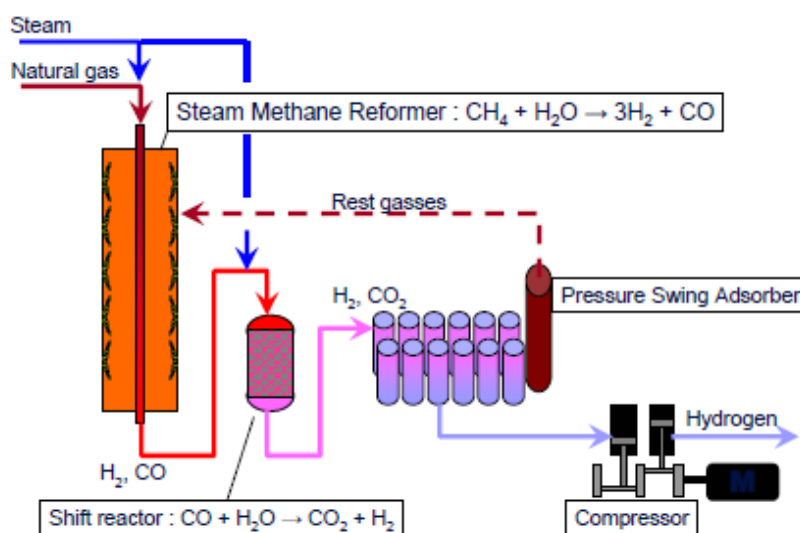 Steam
Natural gas
Steam Methane Reformer : CH₄ + H₂O → 3H₂ + CO
Rest gasses
H₂, CO₂
Pressure Swing Adsorber
Hydrogen
M
H₂, CO
Shift reactor : CO + H₂O → CO₂ + H₂
Compressor